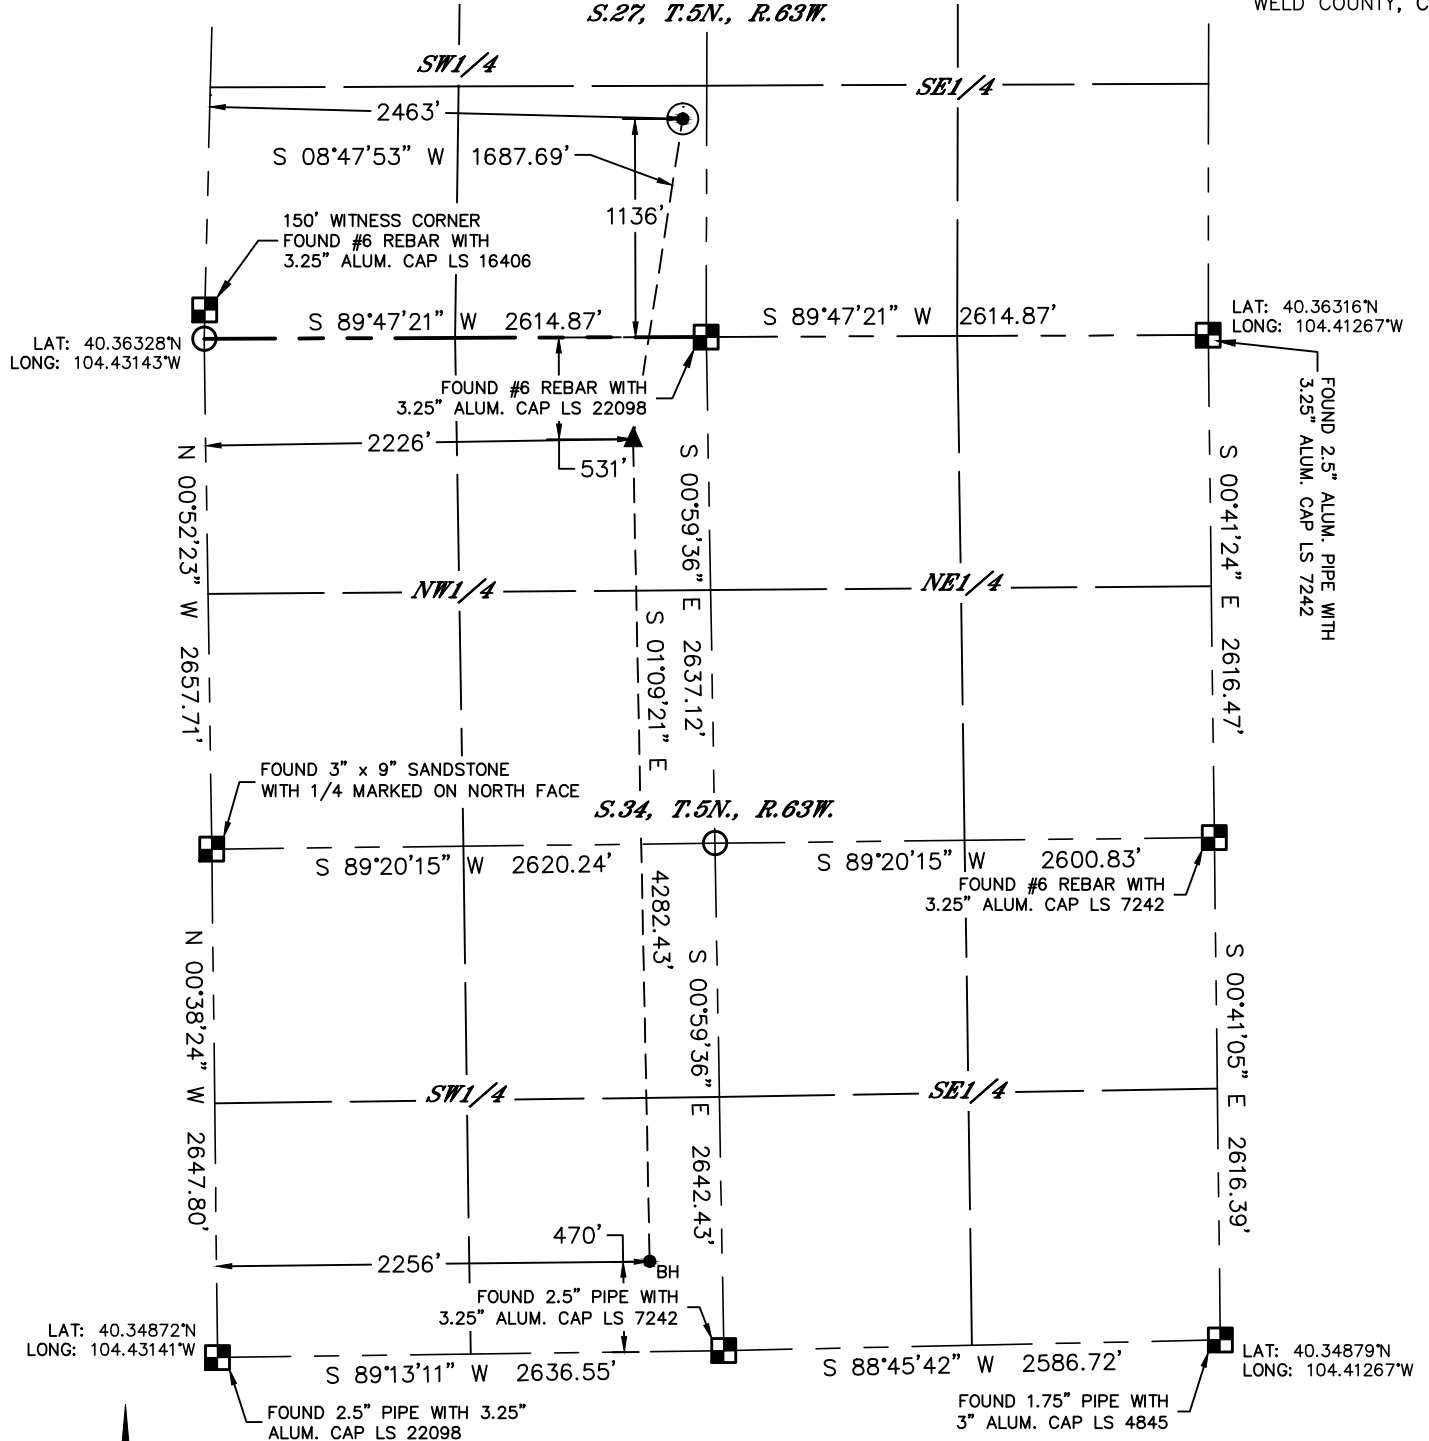 WELD COUNTY, C
S.27, T.5N., R.63W.
SW1/4
SE1/4
2463'
S 08°47'53" W 1687.69'
1136'
150' WITNESS CORNER
FOUND #6 REBAR WITH
3.25" ALUM. CAP LS 16406
S 89°47'21" W 2614.87'
S 89°47'21" W 2614.87'
LAT: 40.36316°N
LONG: 104.41267°W
LAT: 40.36328°N
LONG: 104.43143°W
FOUND #6 REBAR WITH
3.25" ALUM. CAP LS 22098
FOUND 2.5" ALUM. PIPE WITH
3.25" ALUM. CAP LS 7242
2226'
531'
N 00°52'23" W 2657.71'
S 00°59'36" E 2637.12'
S 00°41'24" E 2616.47'
NW1/4
NE1/4
S 01°09'21" E
4282.43'
FOUND 3" x 9" SANDSTONE
WITH 1/4 MARKED ON NORTH FACE
S.34, T.5N., R.63W.
S 89°20'15" W 2620.24'
S 89°20'15" W 2600.83'
FOUND #6 REBAR WITH
3.25" ALUM. CAP LS 7242
N 00°38'24" W 2647.80'
S 00°59'36" E 2642.43'
S 00°41'05" E 2616.39'
SW1/4
SE1/4
470'
2256'
BH
FOUND 2.5" PIPE WITH
3.25" ALUM. CAP LS 7242
LAT: 40.34872°N
LONG: 104.43141°W
S 89°13'11" W 2636.55'
S 88°45'42" W 2586.72'
LAT: 40.34879°N
LONG: 104.41267°W
FOUND 2.5" PIPE WITH 3.25"
ALUM. CAP LS 22098
FOUND 1.75" PIPE WITH
3" ALUM. CAP LS 4845